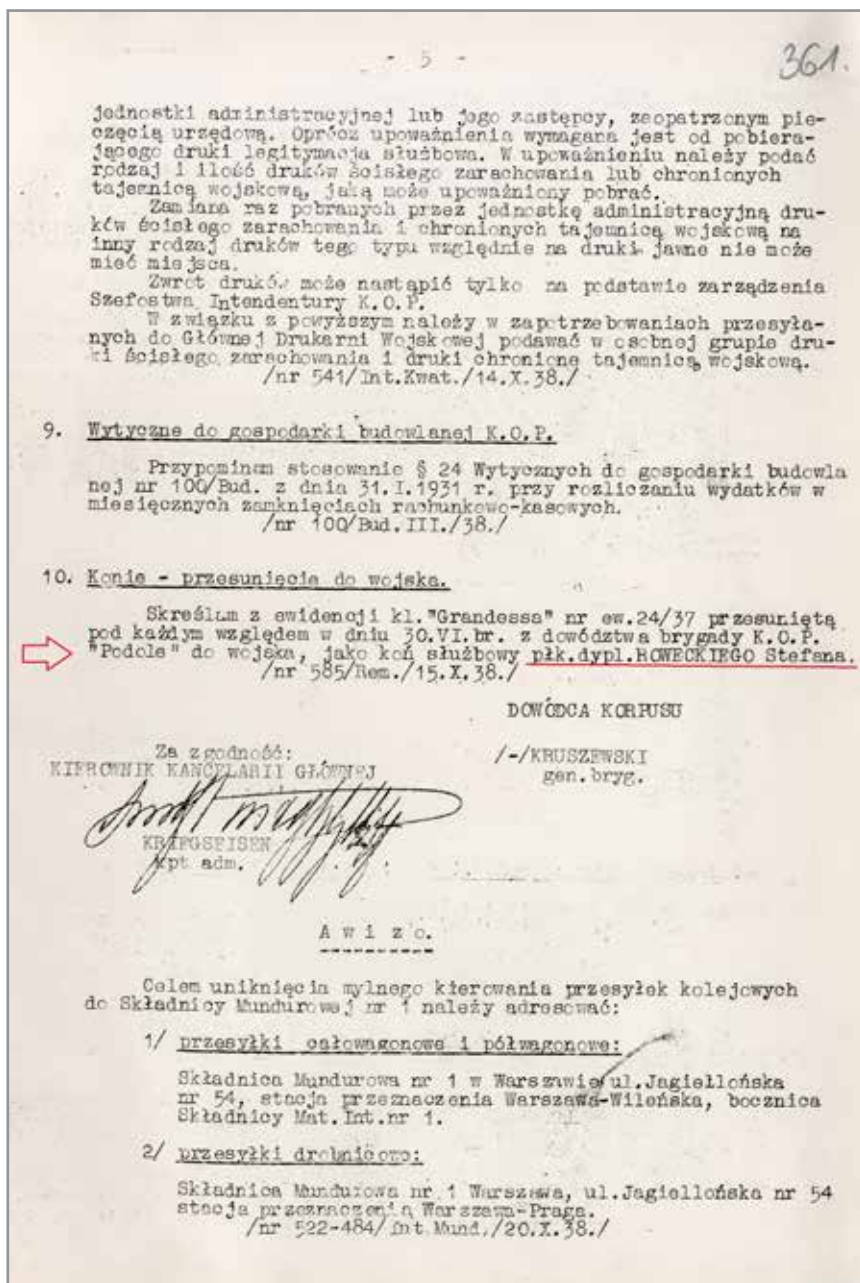 - 5 -
361.
jednostki administracyjnej lub jego zastępcy, zaopatrzonym pie-
częcią urzędową. Oprócz upoważnienia wymagana jest od pobiera-
jącego druki legitymacja służbowa. W upoważnieniu należy podać
rodzaj i ilość druków ścisłego zarachowania lub chronionych
tajemnicą wojskową, jaką może upoważniony pobrać.
Zamiana raz pobranych przez jednostkę administracyjną dru-
ków ścisłego zarachowania i chronionych tajemnicą wojskową na
inny rodzaj druków tego typu względnie na druki jawne nie może
mieć miejsca.
Zwrot druków może nastąpić tylko na podstawie zarządzenia
Szefostwa Intendentury K.O.P.
W związku z powyższym należy w zapotrzebowaniach przesyła-
nych do Głównej Drukarni Wojskowej podawać w osobnej grupie dru-
ki ścisłego zarachowania i druki chronione tajemnicą wojskową.
/nr 541/Int.Kwat./14.X.38./
9. Wytyczne do gospodarki budowlanej K.O.P.
Przypominam stosowanie § 24 Wytycznych do gospodarki budowla
nej nr 100/Bud. z dnia 31.I.1931 r. przy rozliczaniu wydatków w
miesięcznych zamknięciach rachunkowo-kasowych.
/nr 100/Bud.III./38./
10. Konie - przesunięcie do wojska.
Skreślam z ewidencji kl."Grandessa" nr ew.24/37 przesuniętą
pod każdym względem w dniu 30.VI.br. z dowództwa brygady K.O.P.
"Podole" do wojska, jako koń służbowy płk.dypl.ROWECKIEGO Stefana.
/nr 585/Rem./15.X.38./
DOWÓDCA KORPUSU
/-/KRUSZEWSKI
gen.bryg.
Za zgodność:
KIEROWNIK KANCELARII GŁÓWNEJ
KRIEGSEISEN
kpt adm.
A w i z o.
Celem uniknięcia mylnego kierowania przesyłek kolejowych
do Składnicy Mundurowej nr 1 należy adresować:
1/ przesyłki całowagonowe i półwagonowe:
Składnica Mundurowa nr 1 w Warszawie ul.Jagiellońska
nr 54, stacja przeznaczenia Warszawa-Wileńska, bocznica
Składnicy Mat.Int.nr 1.
2/ przesyłki drobnicowe:
Składnica Mundurowa nr 1 Warszawa, ul.Jagiellońska nr 54
stacja przeznaczenia Warszawa-Praga.
/nr 522-484/Int.Mund./20.X.38./